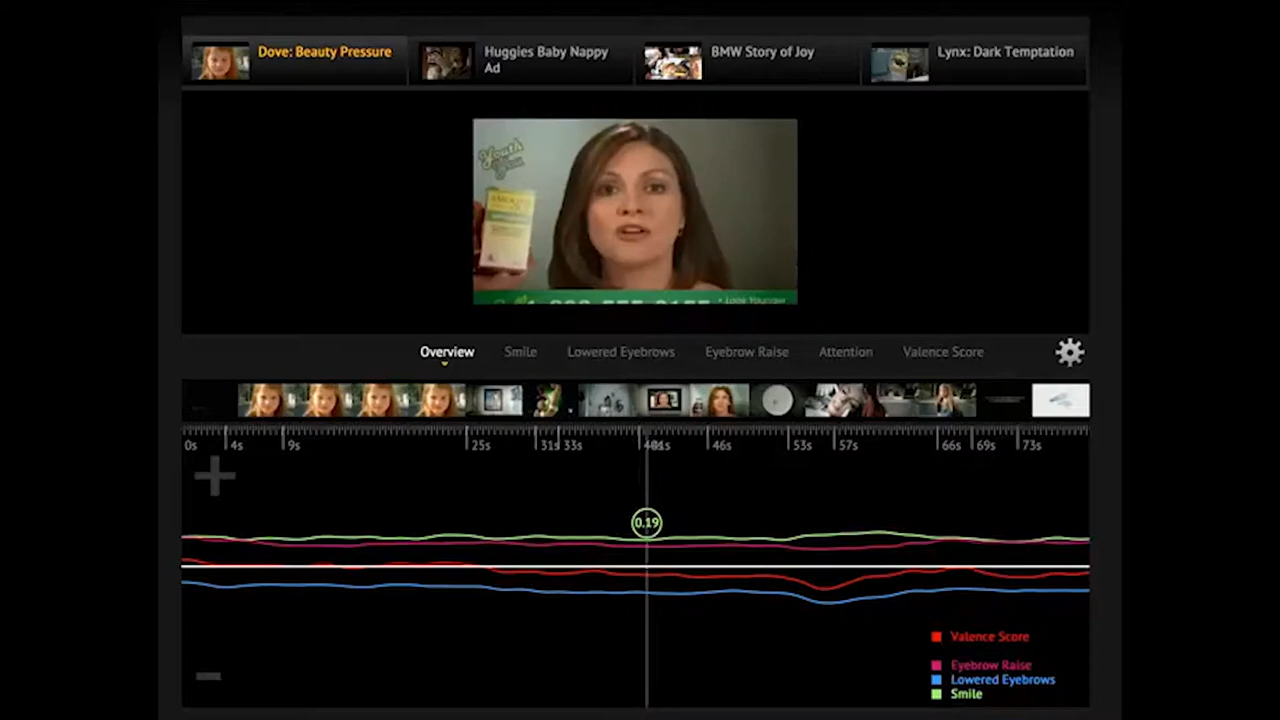 Dove: Beauty Pressure
Huggies Baby Nappy
Ad
BMW Story of Joy
Lynx: Dark Temptation
Youth
Overview
Smile
Lowered Eyebrows
Eyebrow Raise
Attention
Valence Score
0s
4s
9s
25s
31s
33s
46s
53s
57s
66s
69s
73s
0.19
Valence Score
Eyebrow Raise
Lowered Eyebrows
Smile